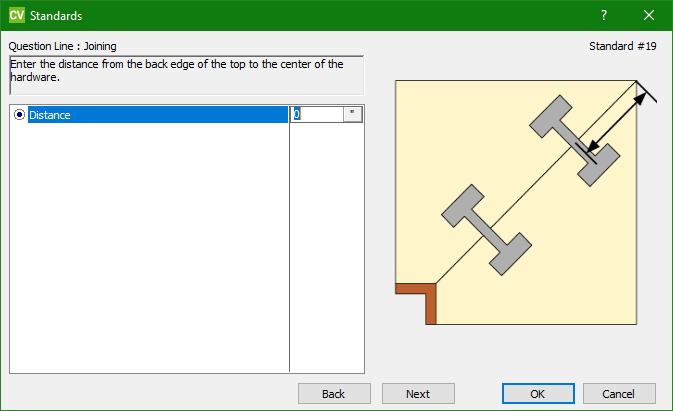 CV Standards ?
Question Line : Joining Standard #19
Enter the distance from the back edge of the top to the center of the
hardware.
Distance 0 "
Back Next OK Cancel